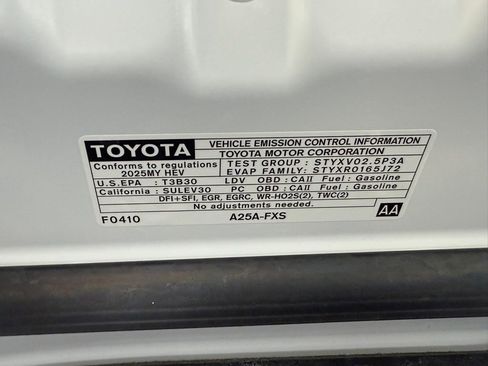 TOYOTA
VEHICLE EMISSION CONTROL INFORMATION
TOYOTA MOTOR CORPORATION
Conforms to regulations
2025MY HEV
TEST GROUP : STYXV02.5P3A
EVAP FAMILY: STYXR0165J72
U.S.EPA : T3B30 LDV OBD : CAII Fuel : Gasoline
California : SULEV30 PC OBD : CAII Fuel : Gasoline
DFI+SFI, EGR, EGRC, WR-HO2S(2), TWC(2)
No adjustments needed.
F0410 A25A-FXS AA